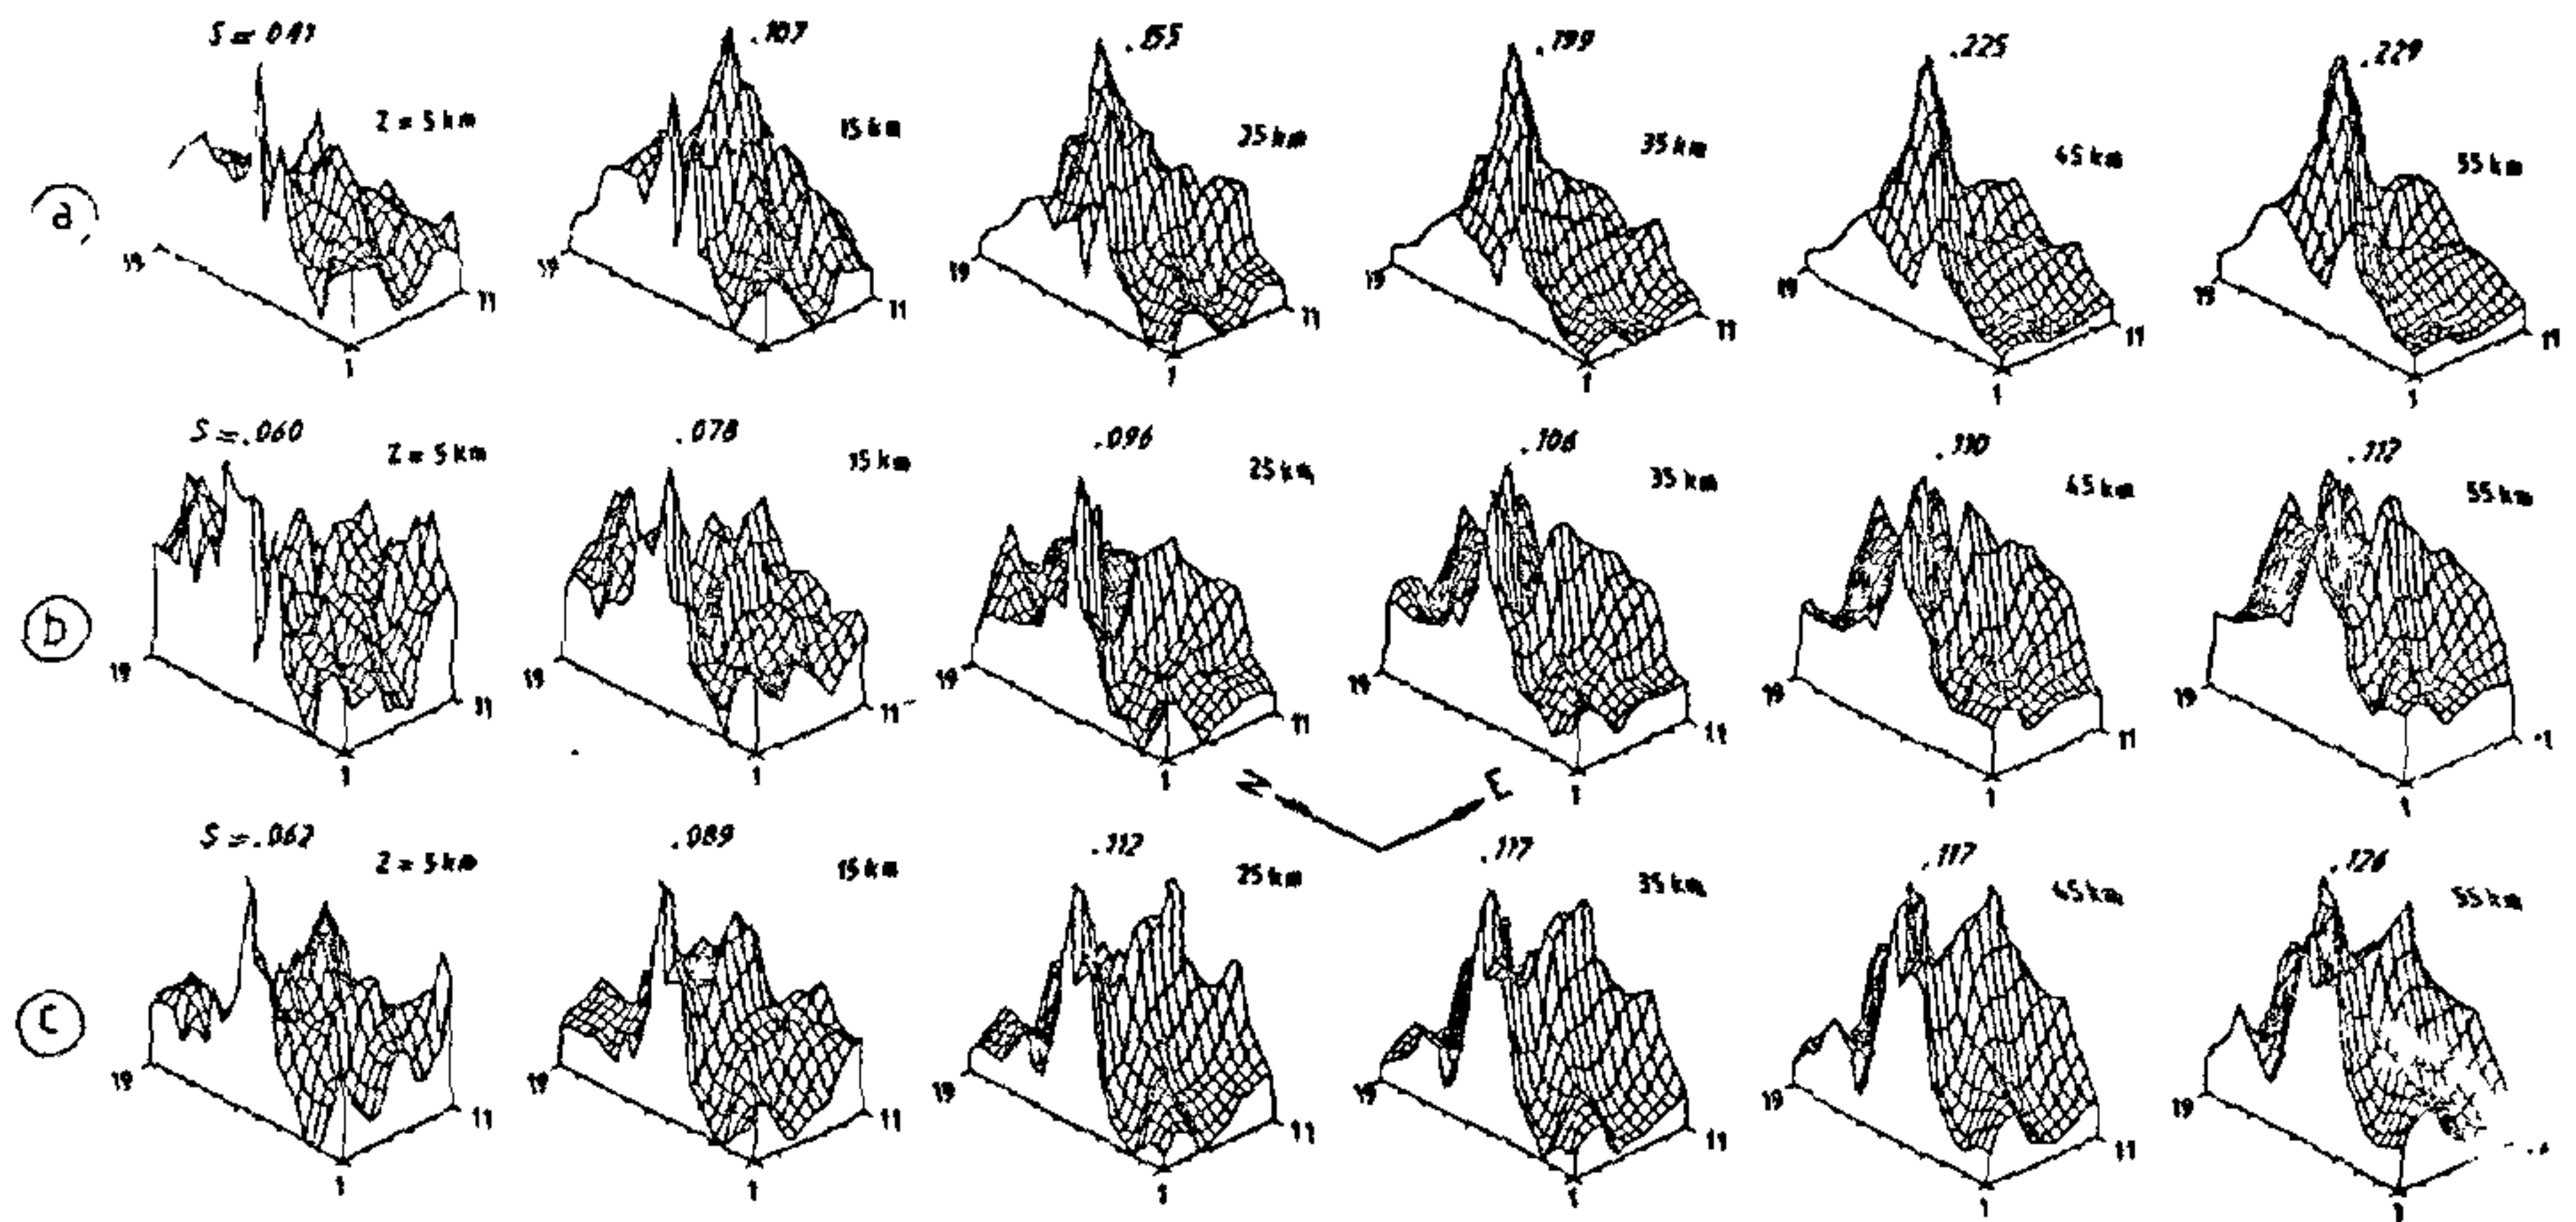 .107 .155 .199 .225 .229
Z = 5 km 15 km 25 km 35 km 45 km 55 km
a
19 19 19 19 19 19
11 11 11 11 11 11
1 1 1 1 1 1
S = .060 .078 .096 .108 .110 .112
Z = 5 km 15 km 25 km 35 km 45 km 55 km
b
19 19 19 19 19 19
11 11 11 11 11
1 1 1 1 1 1
N E
S = .062 .089 .112 .117 .117 .126
Z = 5 km 15 km 25 km 35 km 45 km 55 km
c
19 19 19 19 19 19
11 11 11 11 11
1 1 1 1 1 1